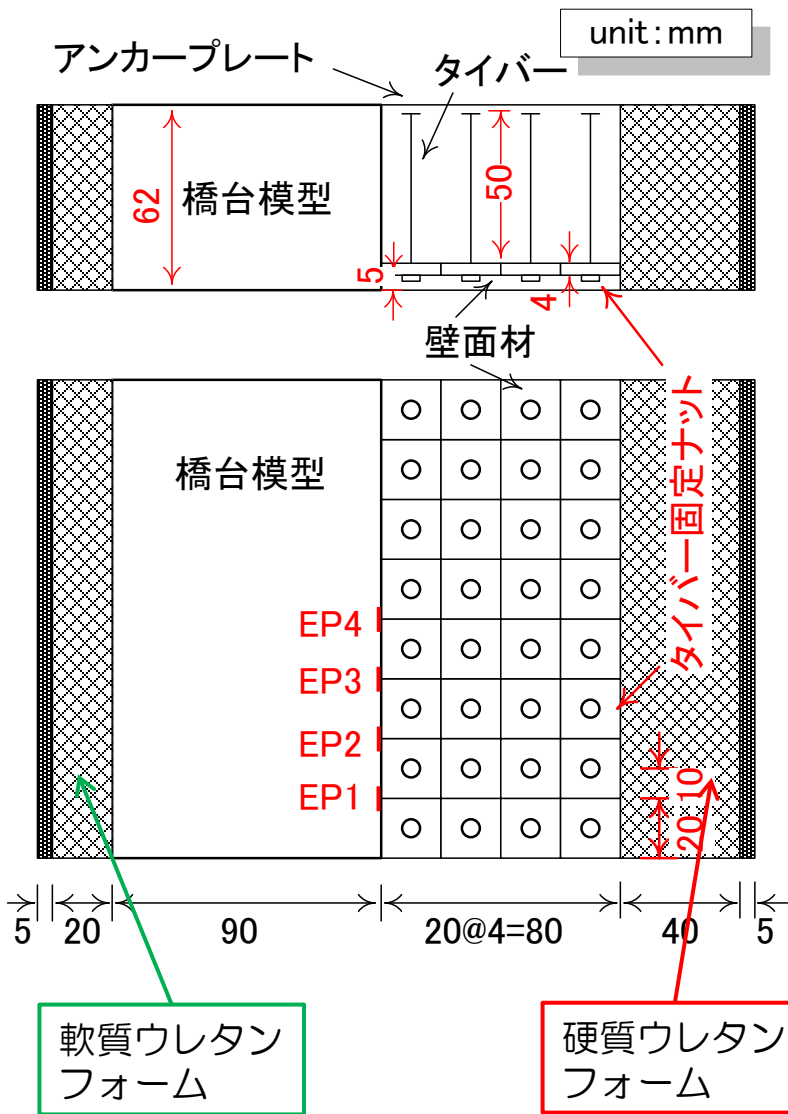 unit:mm
アンカープレート
タイバー
62
橋台模型
50
5
4
壁面材
橋台模型
タイバー固定ナット
EP4
EP3
EP2
EP1
10
20
5
20
90
20@4=80
40
5
軟質ウレタン
フォーム
硬質ウレタン
フォーム